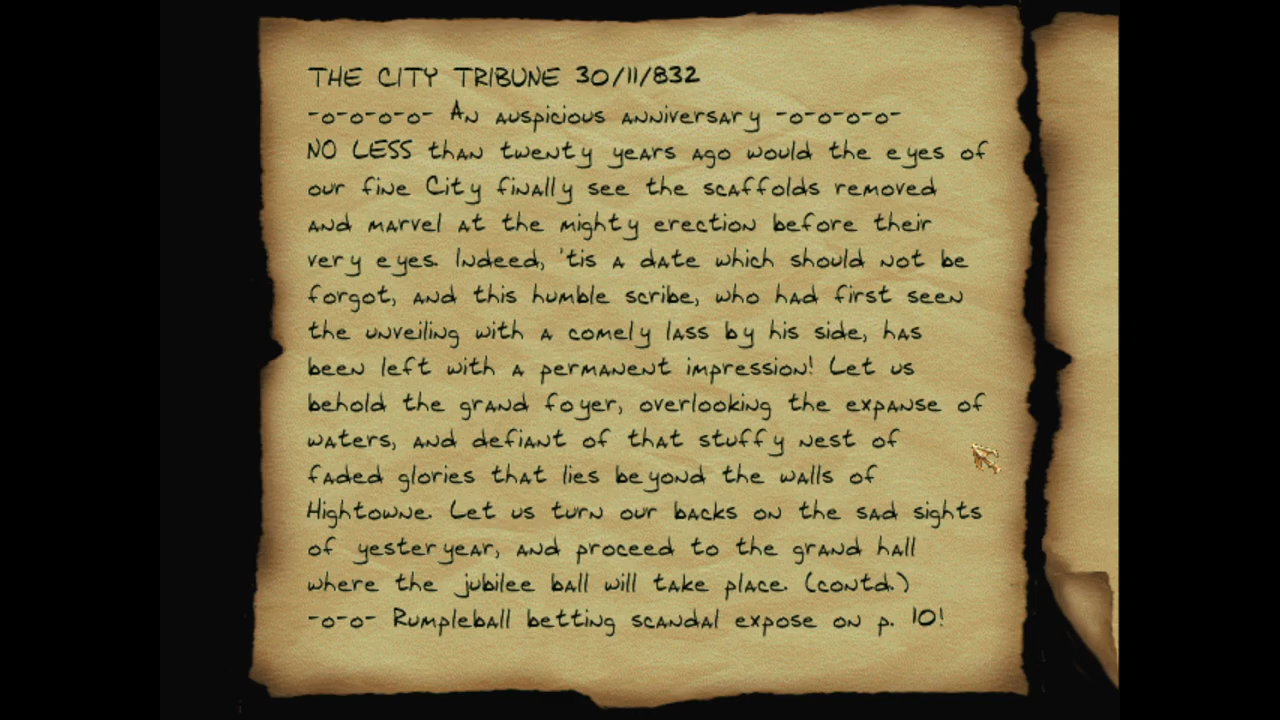 THE CITY TRIBUNE 30/11/832
-o-o-o-o- An auspicious anniversary -o-o-o-o-
NO LESS than twenty years ago would the eyes of
our fine City finally see the scaffolds removed
and marvel at the mighty erection before their
very eyes. Indeed, 'tis a date which should not be
forgot, and this humble scribe, who had first seen
the unveiling with a comely lass by his side, has
been left with a permanent impression! Let us
behold the grand foyer, overlooking the expanse of
waters, and defiant of that stuffy nest of
faded glories that lies beyond the walls of
Hightowne. Let us turn our backs on the sad sights
of yesteryear, and proceed to the grand hall
where the jubilee ball will take place. (contd.)
-o-o- Rumpleball betting scandal expose on p. 10!